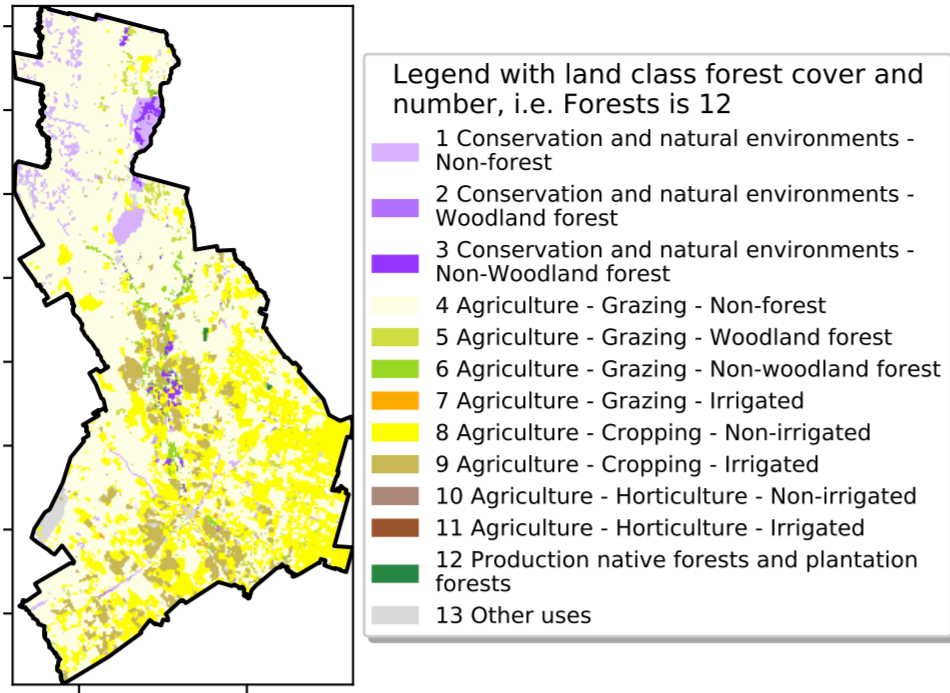 Legend with land class forest cover and
number, i.e. Forests is 12
1 Conservation and natural environments -
Non-forest
2 Conservation and natural environments -
Woodland forest
3 Conservation and natural environments -
Non-Woodland forest
4 Agriculture - Grazing - Non-forest
5 Agriculture - Grazing - Woodland forest
6 Agriculture - Grazing - Non-woodland forest
7 Agriculture - Grazing - Irrigated
8 Agriculture - Cropping - Non-irrigated
9 Agriculture - Cropping - Irrigated
10 Agriculture - Horticulture - Non-irrigated
11 Agriculture - Horticulture - Irrigated
12 Production native forests and plantation
forests
13 Other uses